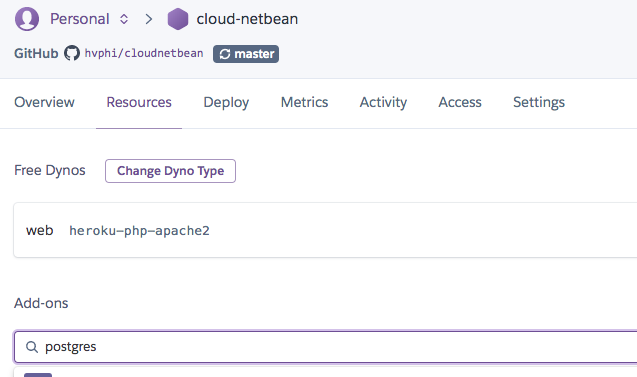 Personal cloud-netbean
GitHub hvphi/cloudnetbean master
Overview Resources Deploy Metrics Activity Access Settings
Free Dynos Change Dyno Type
web heroku-php-apache2
Add-ons
postgres